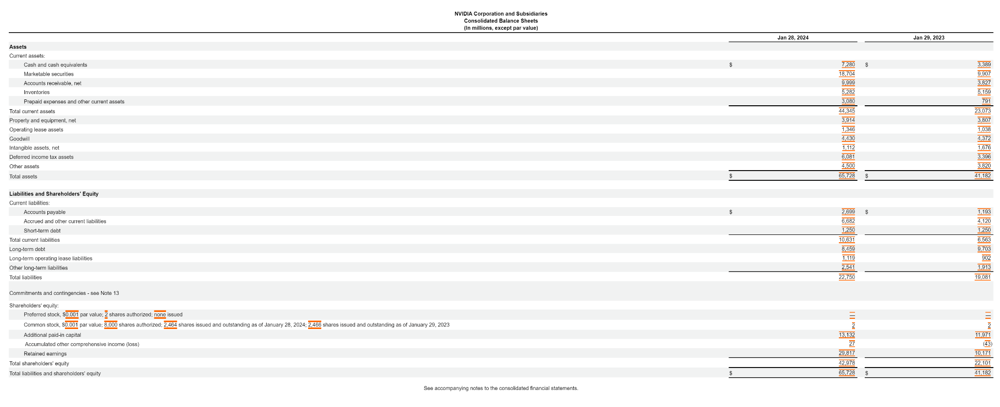 NVIDIA Corporation and Subsidiaries
Consolidated Balance Sheets
(In millions, except par value)
Jan 28, 2024 Jan 29, 2023
Assets
Current assets:
Cash and cash equivalents $ 7,280 $ 3,389
Marketable securities 18,704 9,907
Accounts receivable, net 9,999 3,827
Inventories 5,282 5,159
Prepaid expenses and other current assets 3,080 791
Total current assets 44,345 23,073
Property and equipment, net 3,914 3,807
Operating lease assets 1,346 1,038
Goodwill 4,430 4,372
Intangible assets, net 1,112 1,676
Deferred income tax assets 6,081 3,396
Other assets 4,500 3,820
Total assets $ 65,728 $ 41,182
Liabilities and Shareholders' Equity
Current liabilities:
Accounts payable $ 2,699 $ 1,193
Accrued and other current liabilities 6,682 4,120
Short-term debt 1,250 1,250
Total current liabilities 10,631 6,563
Long-term debt 8,459 9,703
Long-term operating lease liabilities 1,119 902
Other long-term liabilities 2,541 1,913
Total liabilities 22,750 19,081
Commitments and contingencies - see Note 13
Shareholders' equity:
Preferred stock, $0.001 par value; 2 shares authorized; none issued — —
Common stock, $0.001 par value; 8,000 shares authorized; 2,464 shares issued and outstanding as of January 28, 2024; 2,466 shares issued and outstanding as of January 29, 2023 2 2
Additional paid-in capital 13,132 11,971
Accumulated other comprehensive income (loss) 27 (43)
Retained earnings 29,817 10,171
Total shareholders' equity 42,978 22,101
Total liabilities and shareholders' equity $ 65,728 $ 41,182
See accompanying notes to the consolidated financial statements.